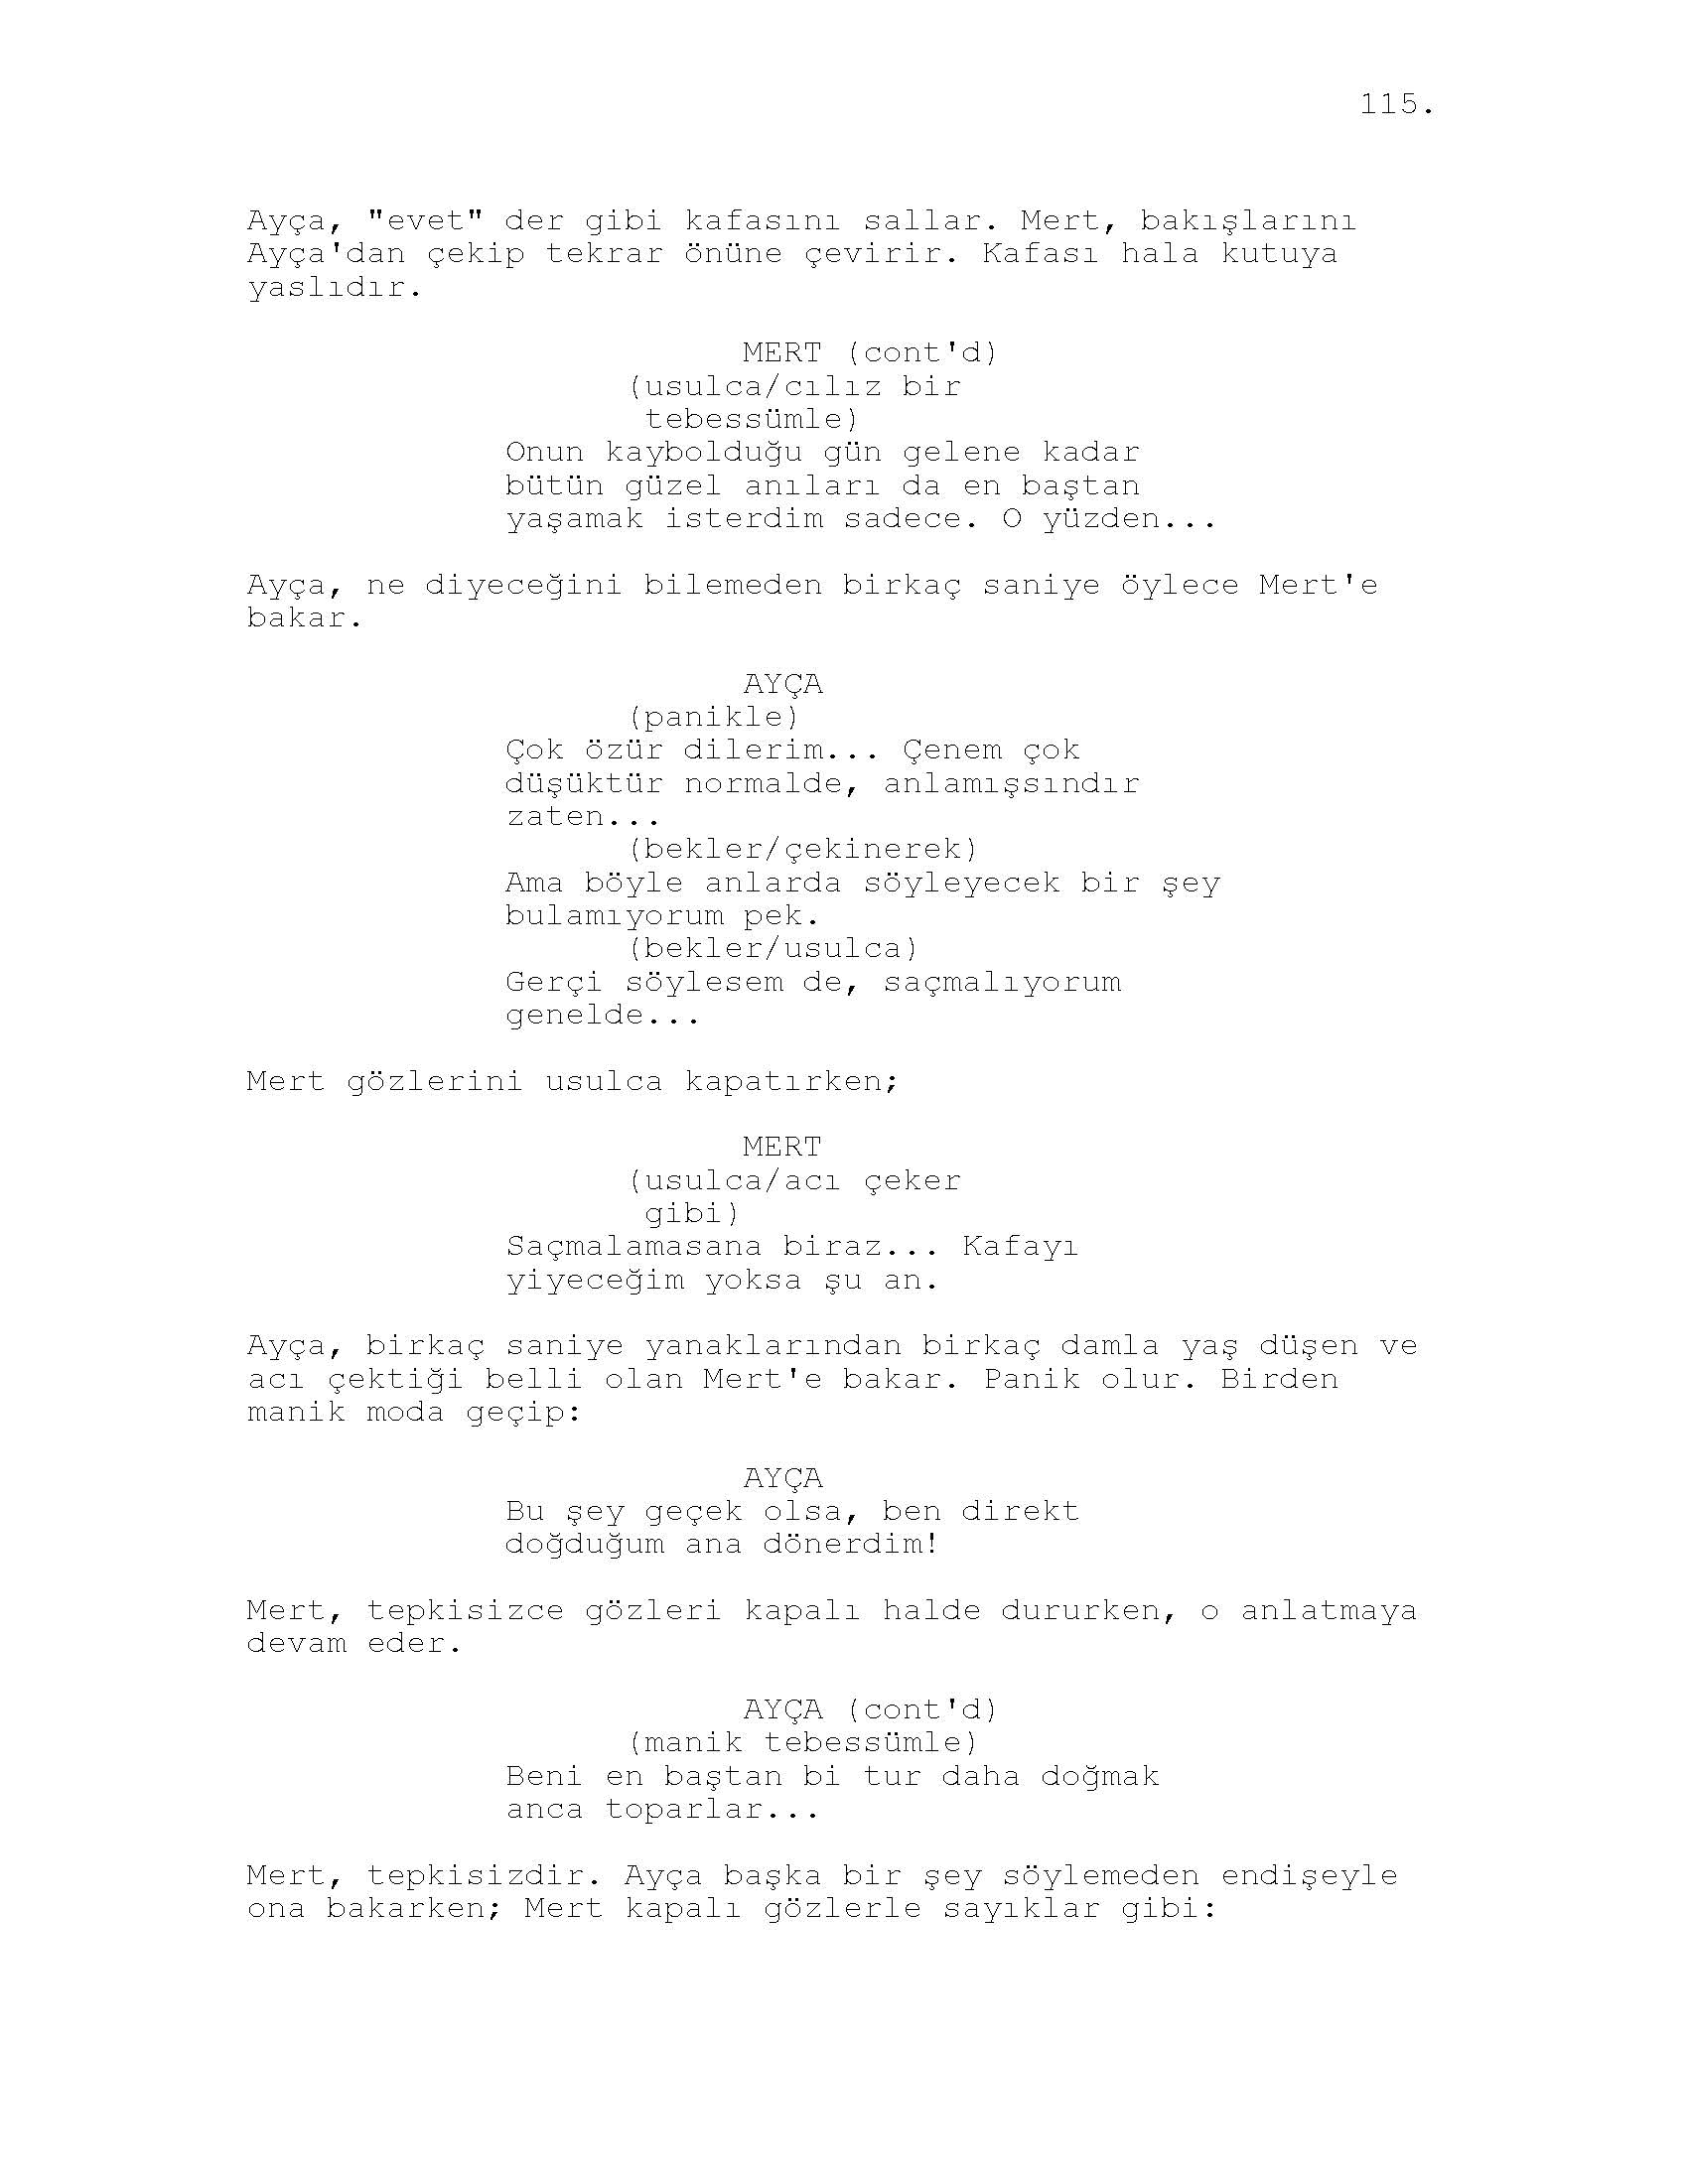 115.
Ayça, "evet" der gibi kafasını sallar. Mert, bakışlarını
Ayça'dan çekip tekrar önüne çevirir. Kafası hala kutuya
yaslıdır.
MERT (cont'd)
(usulca/cılız bir
tebessümle)
Onun kaybolduğu gün gelene kadar
bütün güzel anıları da en baştan
yaşamak isterdim sadece. O yüzden...
Ayça, ne diyeceğini bilemeden birkaç saniye öylece Mert'e
bakar.
AYÇA
(panikle)
Çok özür dilerim... Çenem çok
düşüktür normalde, anlamışsındır
zaten...
(bekler/çekinerek)
Ama böyle anlarda söyleyecek bir şey
bulamıyorum pek.
(bekler/usulca)
Gerçi söylesem de, saçmalıyorum
genelde...
Mert gözlerini usulca kapatırken;
MERT
(usulca/acı çeker
gibi)
Saçmalamasana biraz... Kafayı
yiyeceğim yoksa şu an.
Ayça, birkaç saniye yanaklarından birkaç damla yaş düşen ve
acı çektiği belli olan Mert'e bakar. Panik olur. Birden
manik moda geçip:
AYÇA
Bu şey geçek olsa, ben direkt
doğduğum ana dönerdim!
Mert, tepkisizce gözleri kapalı halde dururken, o anlatmaya
devam eder.
AYÇA (cont'd)
(manik tebessümle)
Beni en baştan bi tur daha doğmak
anca toparlar...
Mert, tepkisizdir. Ayça başka bir şey söylemeden endişeyle
ona bakarken; Mert kapalı gözlerle sayıklar gibi: